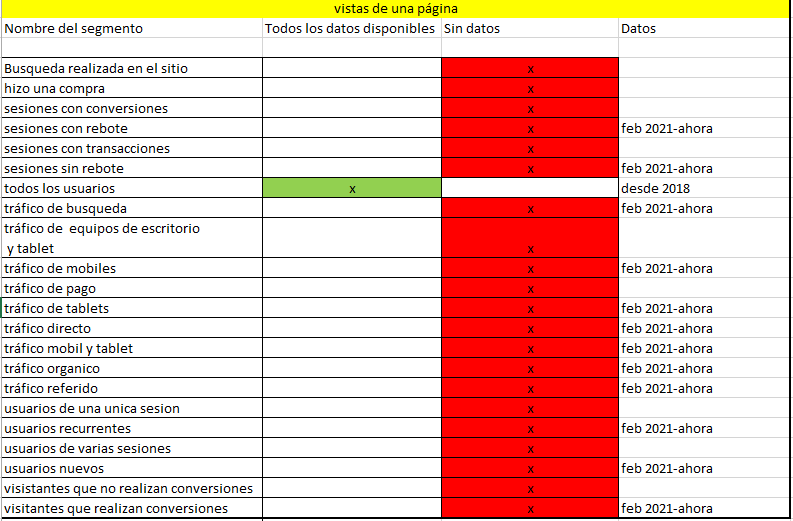 vistas de una página
Nombre del segmento Todos los datos disponibles Sin datos Datos
Busqueda realizada en el sitio x
hizo una compra x
sesiones con conversiones x
sesiones con rebote x feb 2021-ahora
sesiones con transacciones x
sesiones sin rebote x feb 2021-ahora
todos los usuarios x desde 2018
tráfico de busqueda x feb 2021-ahora
tráfico de equipos de escritorio
y tablet x
tráfico de mobiles x feb 2021-ahora
tráfico de pago x
tráfico de tablets x feb 2021-ahora
tráfico directo x feb 2021-ahora
tráfico mobil y tablet x feb 2021-ahora
tráfico organico x feb 2021-ahora
tráfico referido x feb 2021-ahora
usuarios de una unica sesion x
usuarios recurrentes x feb 2021-ahora
usuarios de varias sesiones x
usuarios nuevos x feb 2021-ahora
visistantes que no realizan conversiones x
visitantes que realizan conversiones x feb 2021-ahora